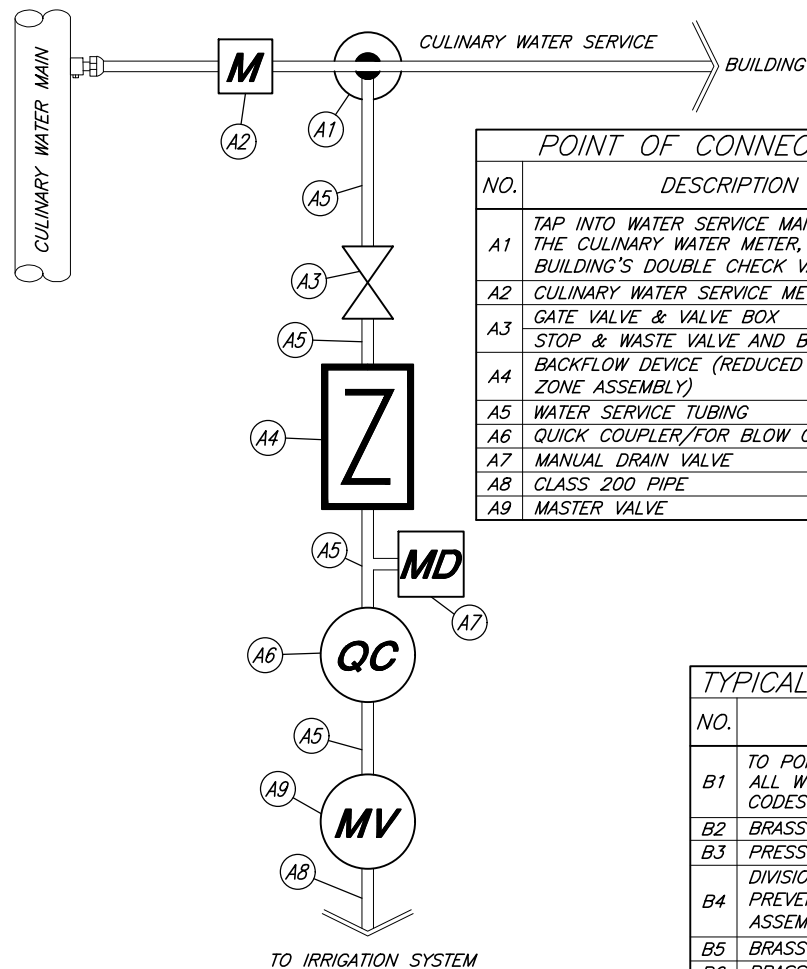 CULINARY WATER MAIN
M
A2
A1
CULINARY WATER SERVICE
BUILDING
A5
A3
A5
A4
Z
A5
MD
A7
A6
QC
A5
A9
MV
A8
TO IRRIGATION SYSTEM
POINT OF CONNEC
NO. DESCRIPTION
A1 TAP INTO WATER SERVICE MAI
THE CULINARY WATER METER,
BUILDING'S DOUBLE CHECK V
A2 CULINARY WATER SERVICE ME
A3 GATE VALVE & VALVE BOX
STOP & WASTE VALVE AND B
A4 BACKFLOW DEVICE (REDUCED
ZONE ASSEMBLY)
A5 WATER SERVICE TUBING
A6 QUICK COUPLER/FOR BLOW
A7 MANUAL DRAIN VALVE
A8 CLASS 200 PIPE
A9 MASTER VALVE
TYPICAL
NO.
B1 TO PO
ALL W
CODES
B2 BRASS
B3 PRESS
B4 DIVISIO
PREVE
ASSEM
B5 BRASS